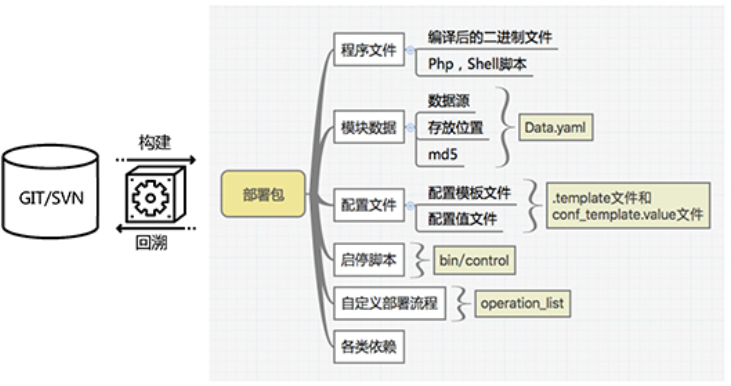 GIT/SVN
构建
回溯
部署包
程序文件
编译后的二进制文件
Php，Shell脚本
模块数据
数据源
存放位置
md5
Data.yaml
配置文件
配置模板文件
配置值文件
.template文件和
conf_template.value文件
启停脚本
bin/control
自定义部署流程
operation_list
各类依赖